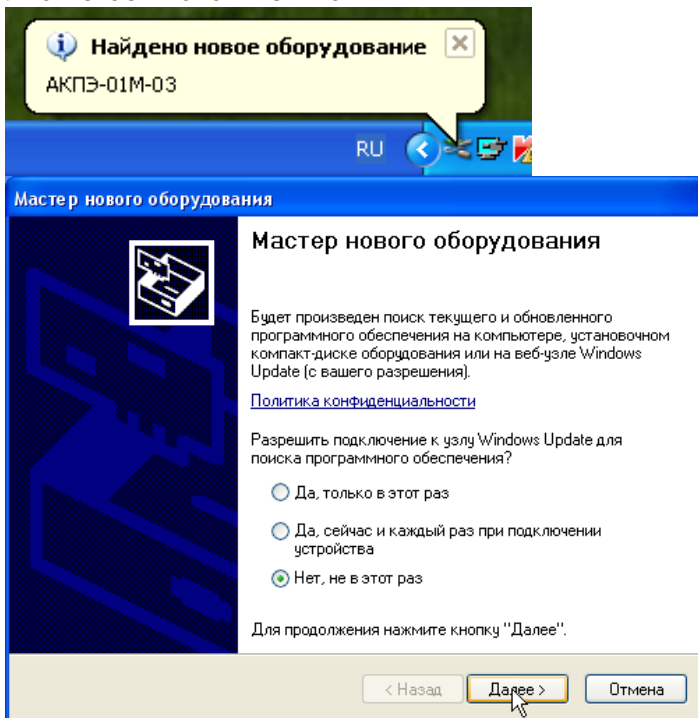 Найдено новое оборудование
АКПЭ-01М-03
RU
Мастер нового оборудования
Мастер нового оборудования
Будет произведен поиск текущего и обновленного
программного обеспечения на компьютере, установочном
компакт-диске оборудования или на веб-узле Windows
Update (с вашего разрешения).
Политика конфиденциальности
Разрешить подключение к узлу Windows Update для
поиска программного обеспечения?
Да, только в этот раз
Да, сейчас и каждый раз при подключении
устройства
Нет, не в этот раз
Для продолжения нажмите кнопку "Далее".
< Назад Далее > Отмена